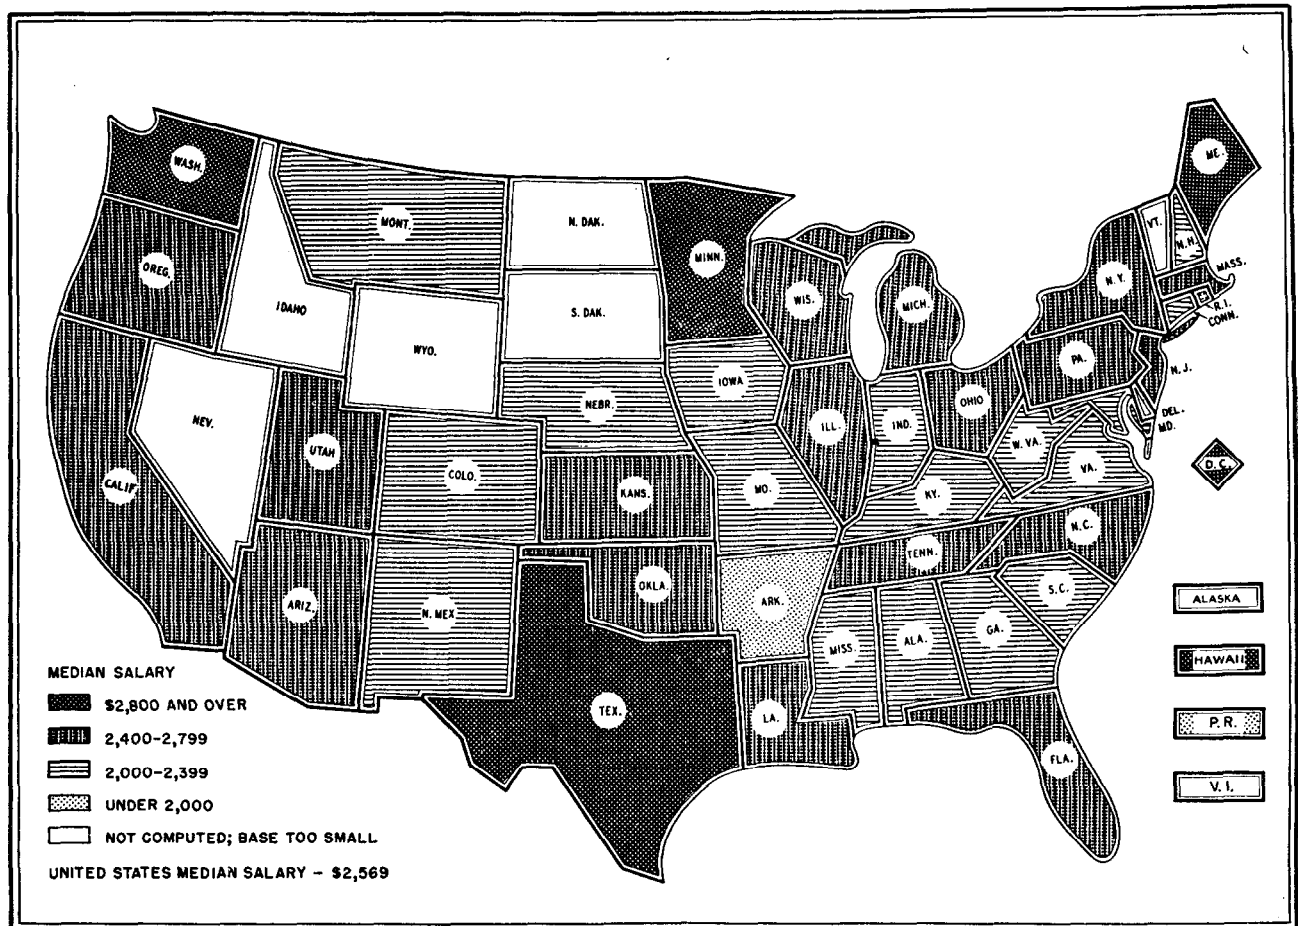 ME.
WASH.
VT.
N.H.
MONT.
N. DAK.
MINN.
OREG.
MASS.
N.Y.
WIS.
MICH.
R.I.
CONN.
IDAHO
S. DAK.
WYO.
PA.
N.J.
IOWA
NEBR.
OHIO
DEL.
MD.
NEV.
UTAH
ILL.
IND.
W. VA.
VA.
D.C.
COLO.
CALIF.
KANS.
MO.
KY.
N.C.
TENN.
OKLA.
ARIZ.
N. MEX
ARK.
S.C.
GA.
ALA.
MISS.
ALASKA
HAWAII
P.R.
V.I.
TEX.
LA.
FLA.
MEDIAN SALARY
$2,800 AND OVER
2,400-2,799
2,000-2,399
UNDER 2,000
NOT COMPUTED; BASE TOO SMALL
UNITED STATES MEDIAN SALARY - $2,569